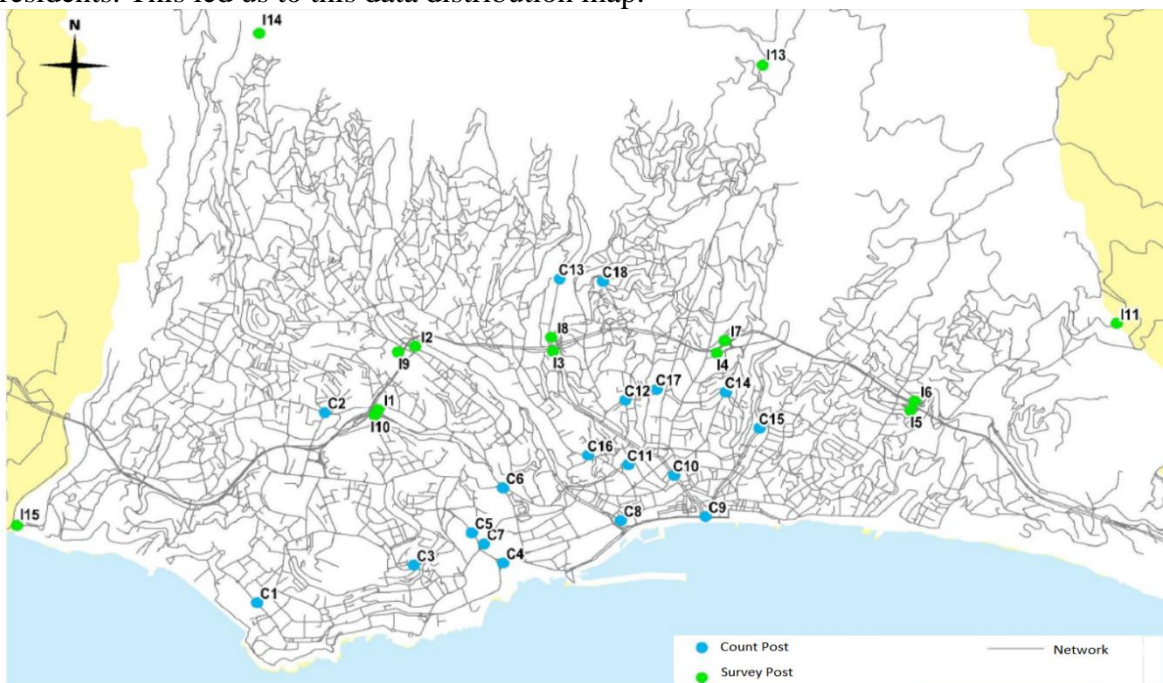 residents. This led us to this data distribution map.
N
I14
I13
C13
C18
I11
I8
I7
I2
I3
I4
I9
C17
C14
C12
I6
C2
I1
I5
I10
C15
C16
C11
C10
C6
C8
C9
I15
C5
C7
C4
C3
C1
Count Post
Network
Survey Post